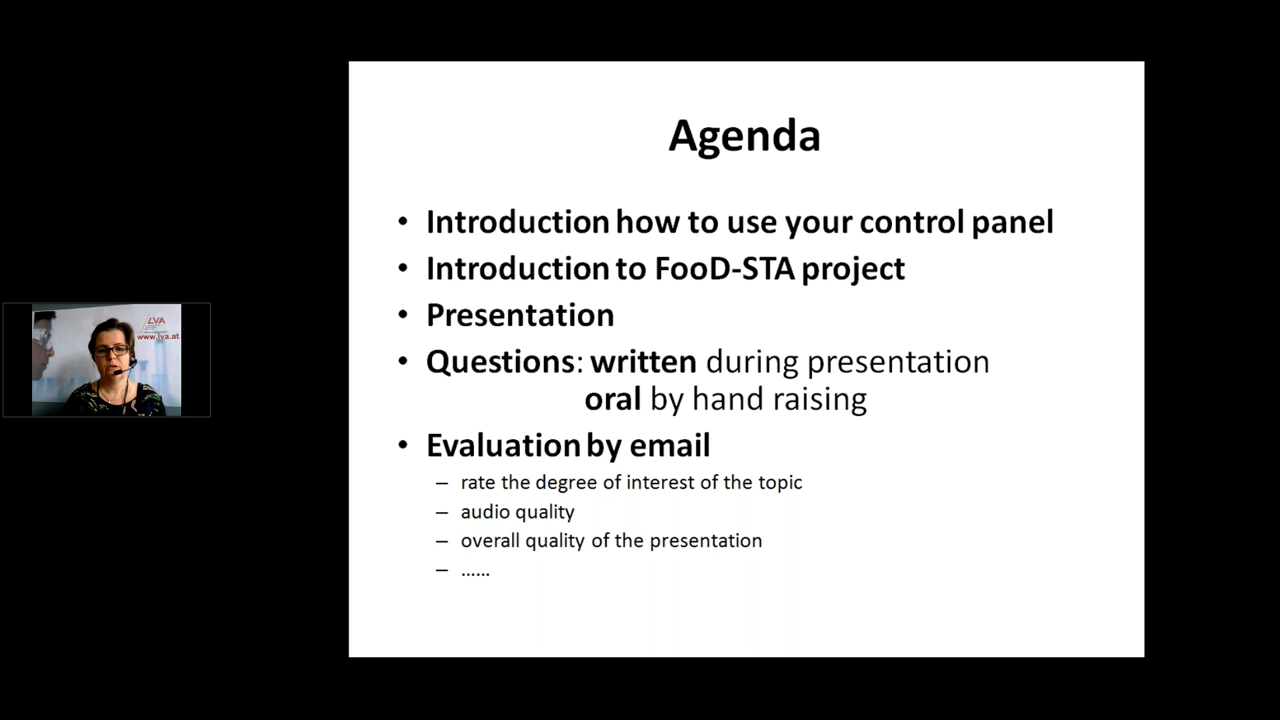 LVA
www.lva.at
Agenda
• Introduction how to use your control panel
• Introduction to FooD-STA project
• Presentation
• Questions: written during presentation
oral by hand raising
• Evaluation by email
– rate the degree of interest of the topic
– audio quality
– overall quality of the presentation
– ......